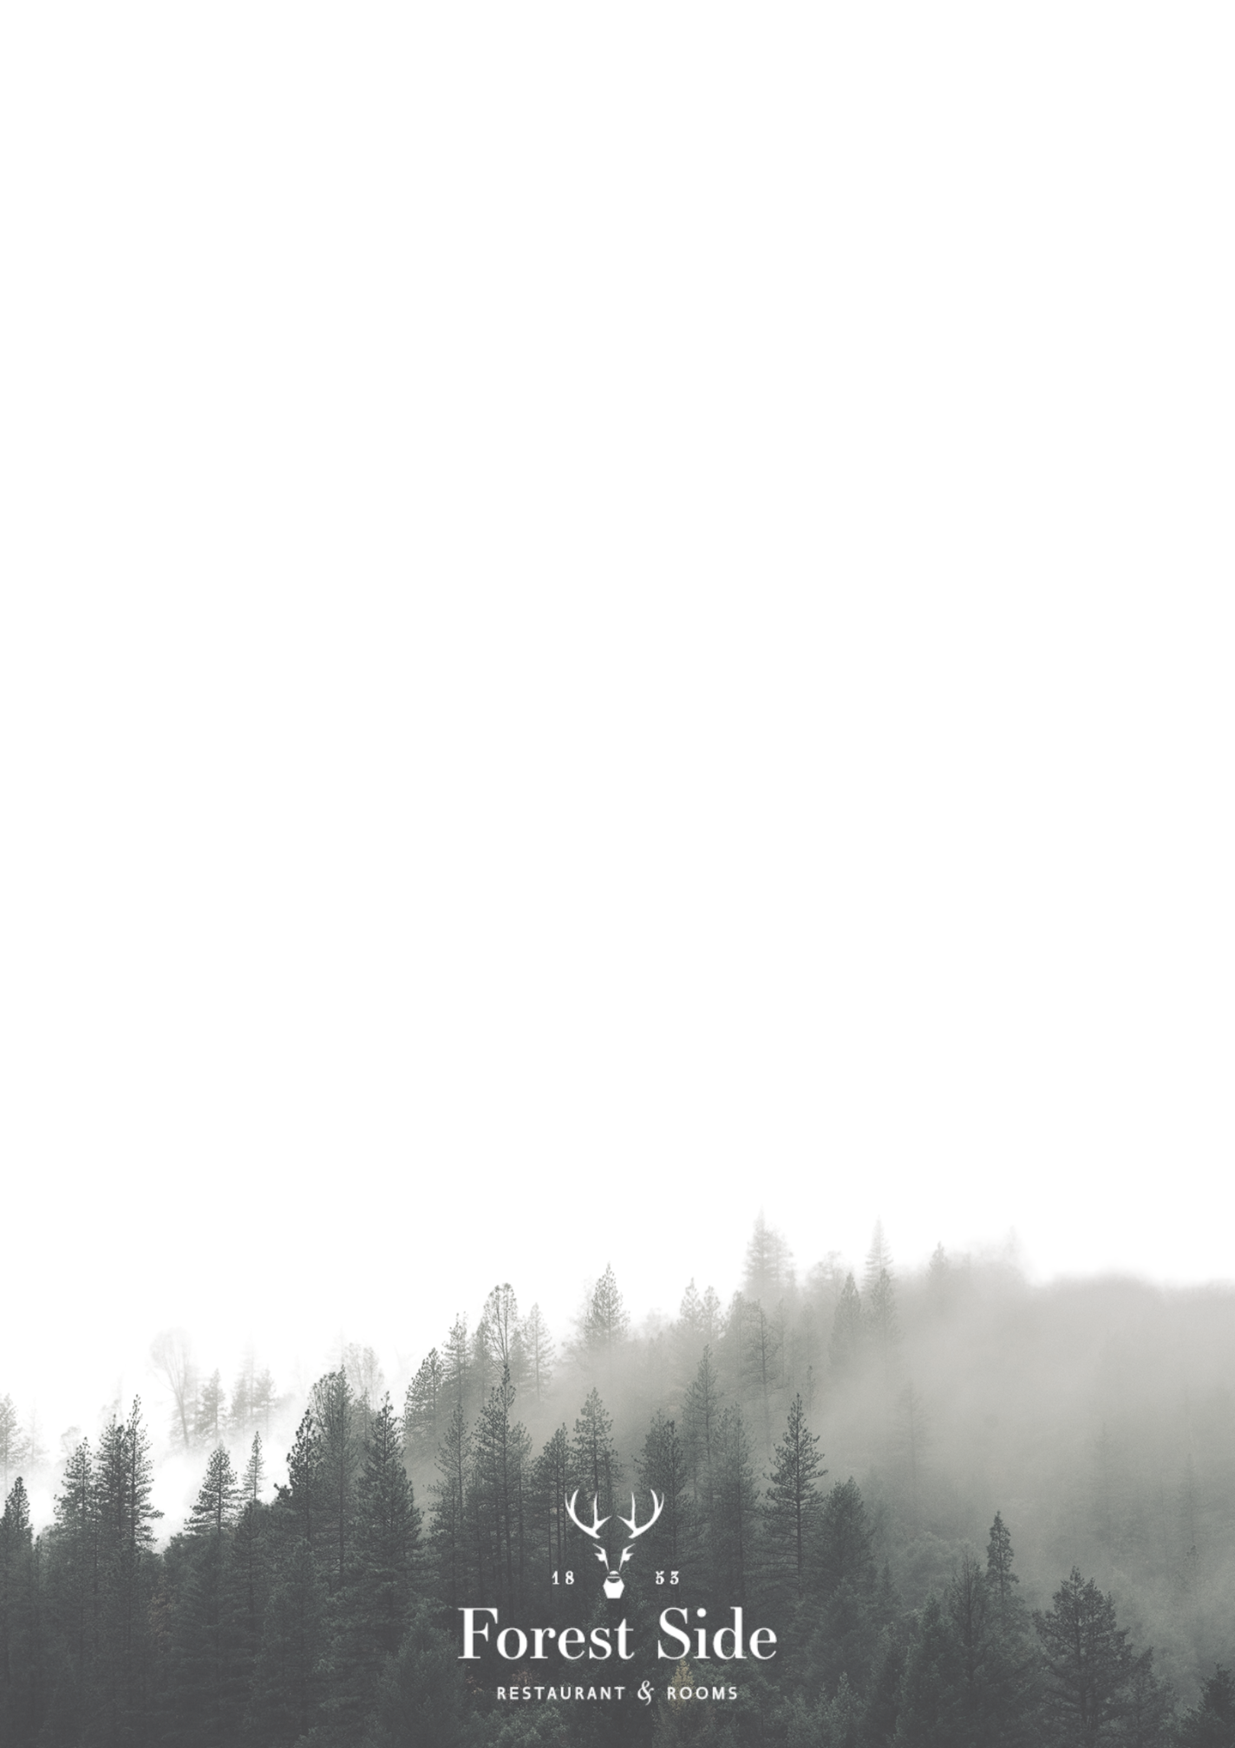 18 53
Forest Side
RESTAURANT & ROOMS